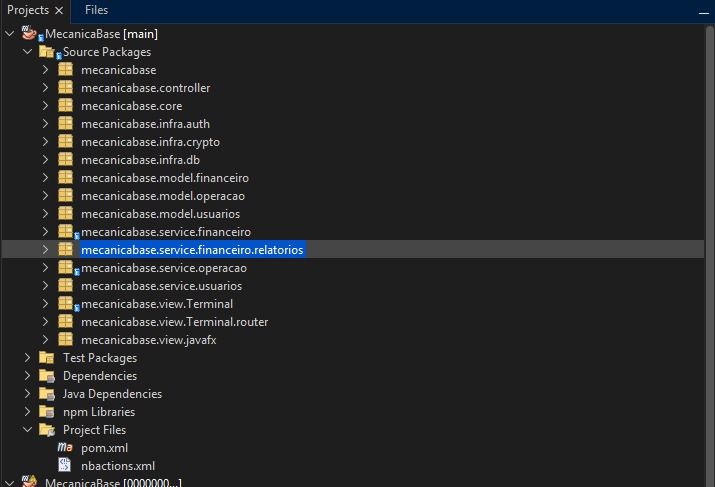 Projects × Files
MecanicaBase [main]
Source Packages
mecanicabase
mecanicabase.controller
mecanicabase.core
mecanicabase.infra.auth
mecanicabase.infra.crypto
mecanicabase.infra.db
mecanicabase.model.financeiro
mecanicabase.model.operacao
mecanicabase.model.usuarios
mecanicabase.service.financeiro
mecanicabase.service.financeiro.relatorios
mecanicabase.service.operacao
mecanicabase.service.usuarios
mecanicabase.view.Terminal
mecanicabase.view.Terminal.router
mecanicabase.view.javafx
Test Packages
Dependencies
Java Dependencies
npm Libraries
Project Files
pom.xml
nbactions.xml
MecanicaBase [0000000...]